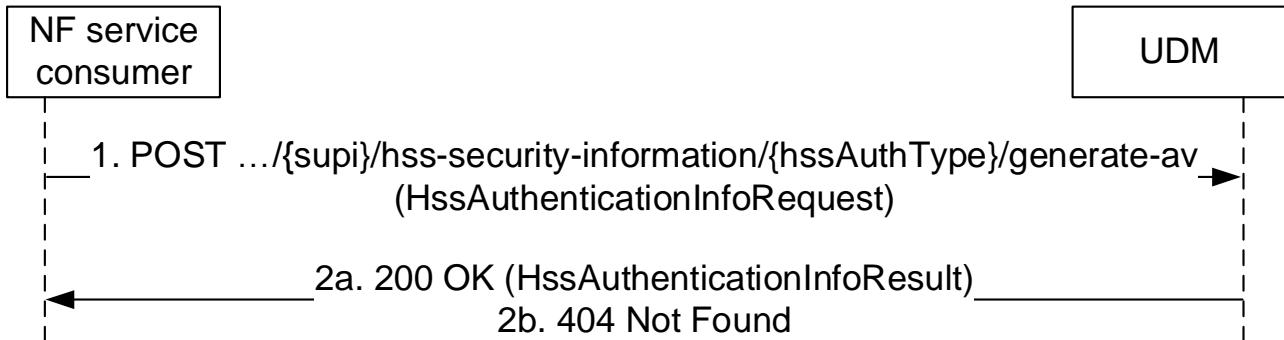 NF service
consumer
UDM
1. POST …/{supi}/hss-security-information/{hssAuthType}/generate-av
(HssAuthenticationInfoRequest)
2a. 200 OK (HssAuthenticationInfoResult)
2b. 404 Not Found